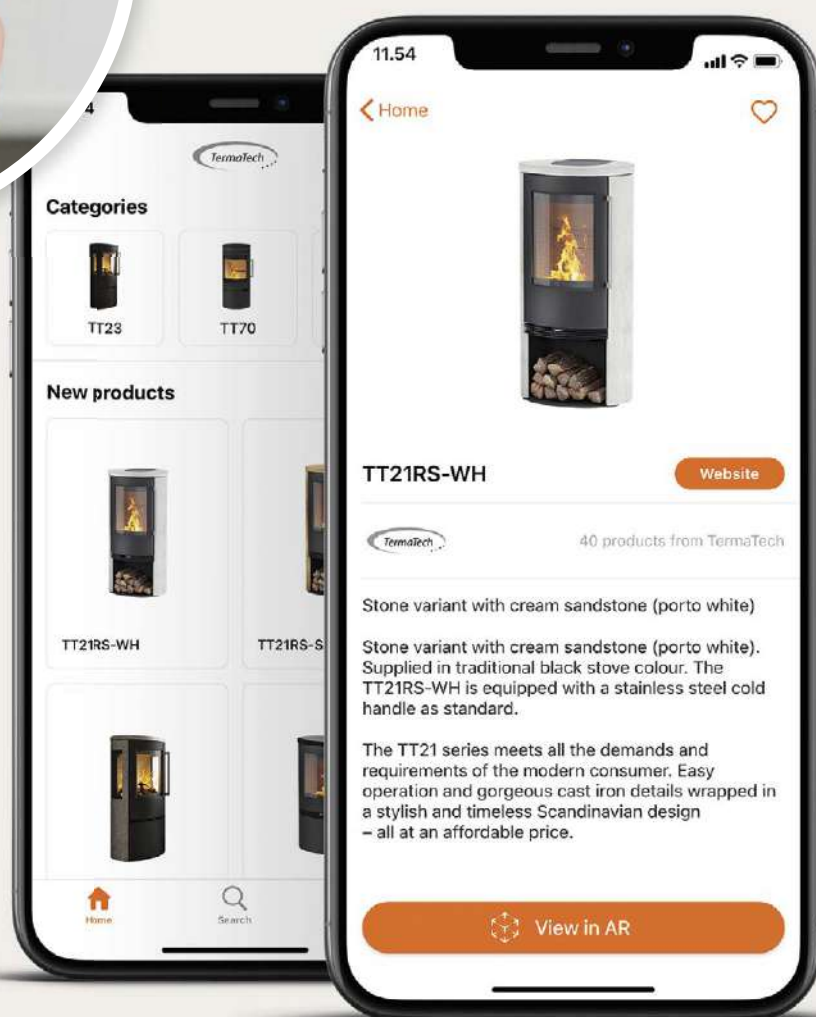 4
TermaTech
Categories
TT23
TT70
New products
TT21RS-WH
TT21RS-S
Home
Search
11.54
Home
TT21RS-WH
Website
TermaTech
40 products from TermaTech
Stone variant with cream sandstone (porto white)
Stone variant with cream sandstone (porto white).
Supplied in traditional black stove colour. The
TT21RS-WH is equipped with a stainless steel cold
handle as standard.
The TT21 series meets all the demands and
requirements of the modern consumer. Easy
operation and gorgeous cast iron details wrapped in
a stylish and timeless Scandinavian design
– all at an affordable price.
View in AR